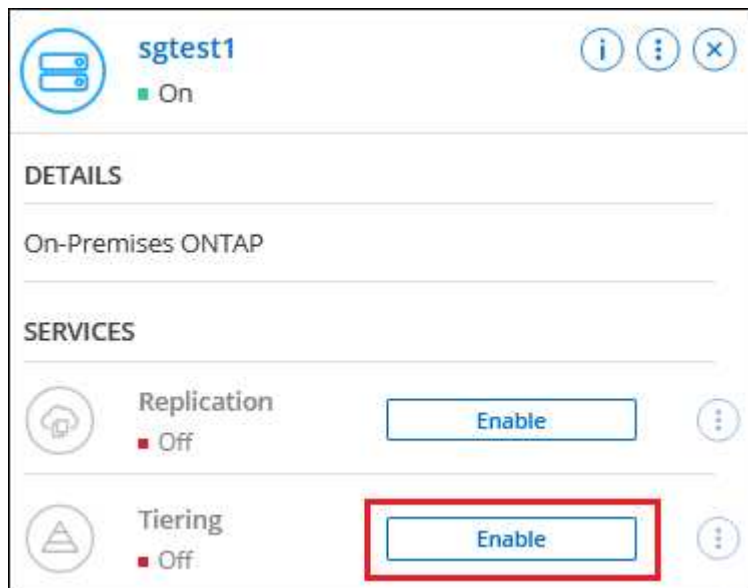 sgtest1
On
DETAILS
On-Premises ONTAP
SERVICES
Replication
Enable
Off
Tiering
Enable
Off